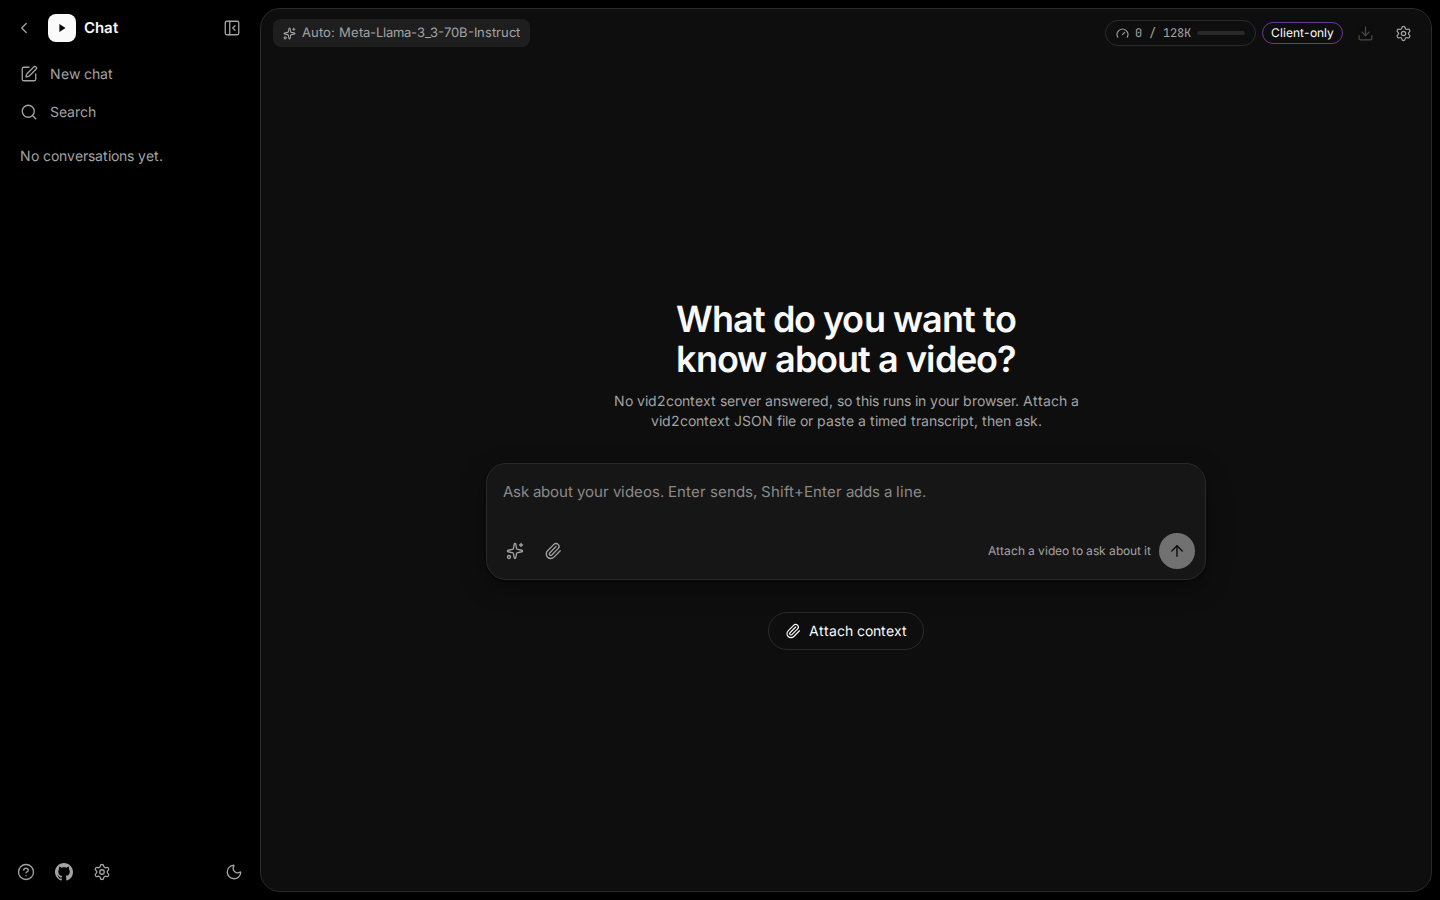 Chat
New chat
Search
No conversations yet.
Auto: Meta-Llama-3_3-70B-Instruct
0 / 128K
Client-only
What do you want to
know about a video?
No vid2context server answered, so this runs in your browser. Attach a
vid2context JSON file or paste a timed transcript, then ask.
Ask about your videos. Enter sends, Shift+Enter adds a line.
Attach a video to ask about it
Attach context